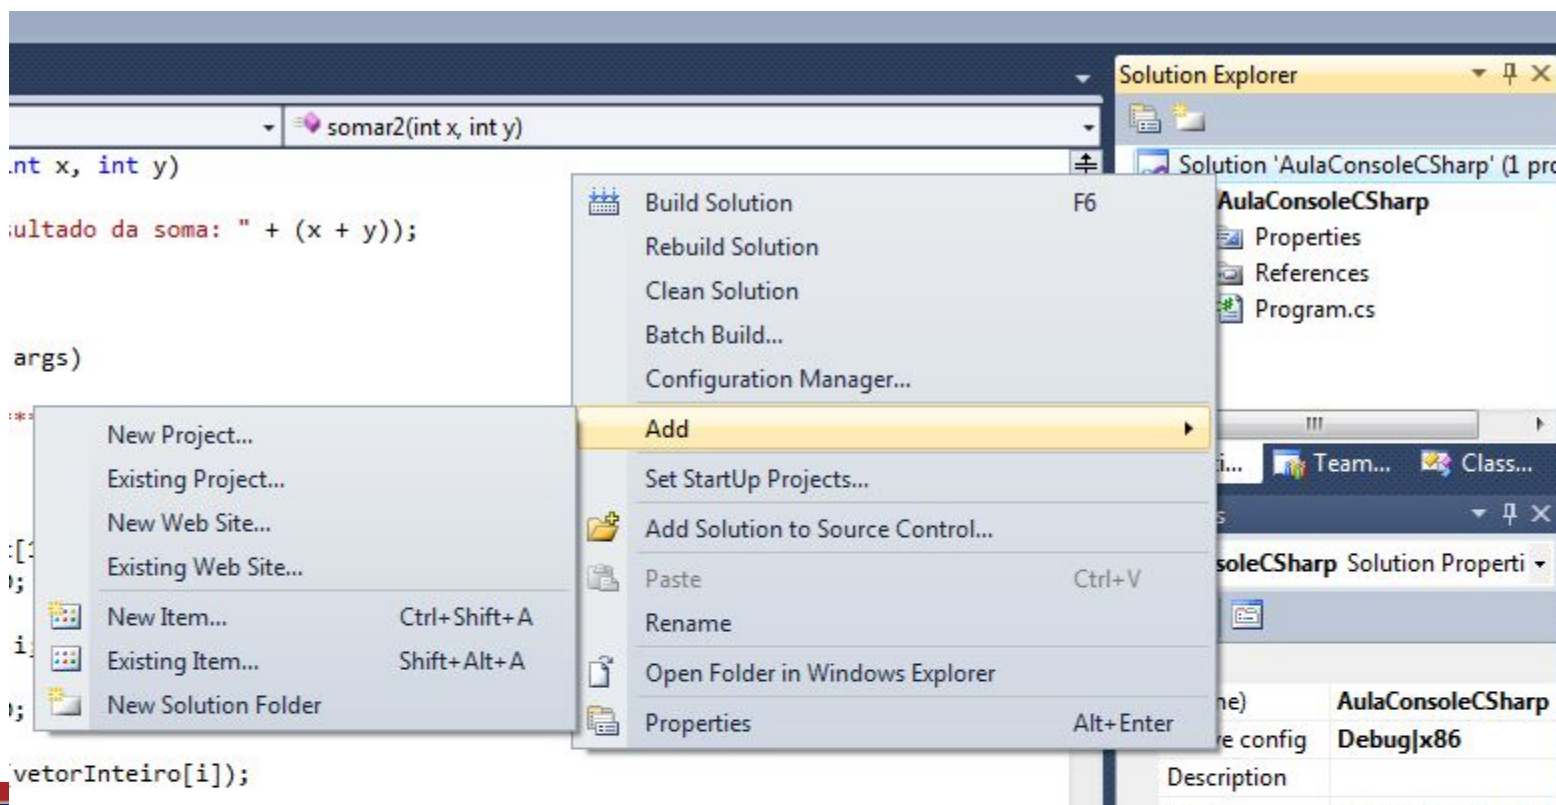 Solution Explorer
somar2(int x, int y)
int x, int y)
Solution 'AulaConsoleCSharp' (1 pro
Build Solution F6
AulaConsoleCSharp
sultado da soma: " + (x + y));
Properties
Rebuild Solution
References
Clean Solution
Program.cs
Batch Build...
args)
Configuration Manager...
Add
New Project...
Team... Class...
Existing Project...
Set StartUp Projects...
New Web Site...
Add Solution to Source Control...
Existing Web Site...
soleCSharp Solution Properti
Paste Ctrl+V
New Item... Ctrl+Shift+A
Rename
i;
Existing Item... Shift+Alt+A
Open Folder in Windows Explorer
New Solution Folder
ne) AulaConsoleCSharp
Properties Alt+Enter
e config Debug|x86
(vetorInteiro[i]);
Description